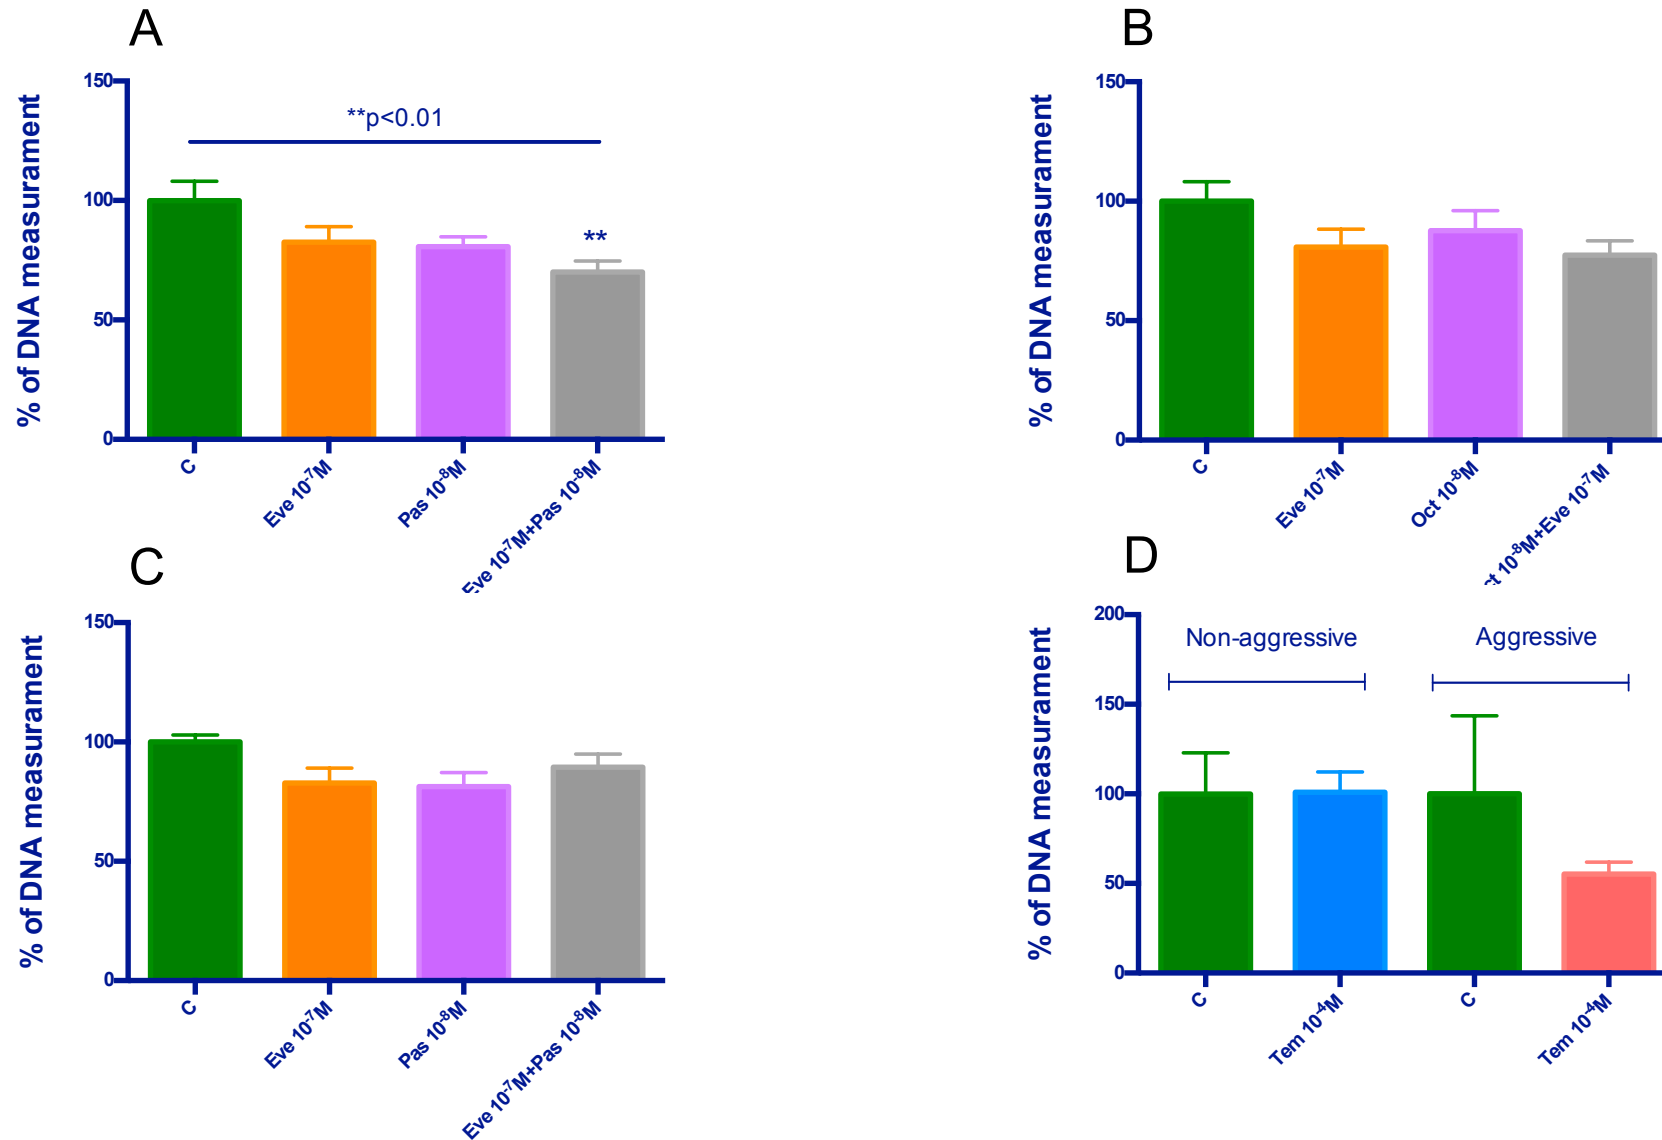 A
% of DNA measurament
150
100
50
0
**p<0.01
**
C
Eve 10⁻⁷M
Pas 10⁻⁸M
Eve 10⁻⁷M+Pas 10⁻⁸M
B
% of DNA measurament
150
100
50
0
C
Eve 10⁻⁷M
Oct 10⁻⁸M
ct 10⁻⁸M+Eve 10⁻⁷M
C
% of DNA measurament
150
100
50
0
C
Eve 10⁻⁷M
Pas 10⁻⁸M
Eve 10⁻⁷M+Pas 10⁻⁸M
D
% of DNA measurament
200
150
100
50
0
Non-aggressive
Aggressive
C
Tem 10⁻⁴M
C
Tem 10⁻⁴M